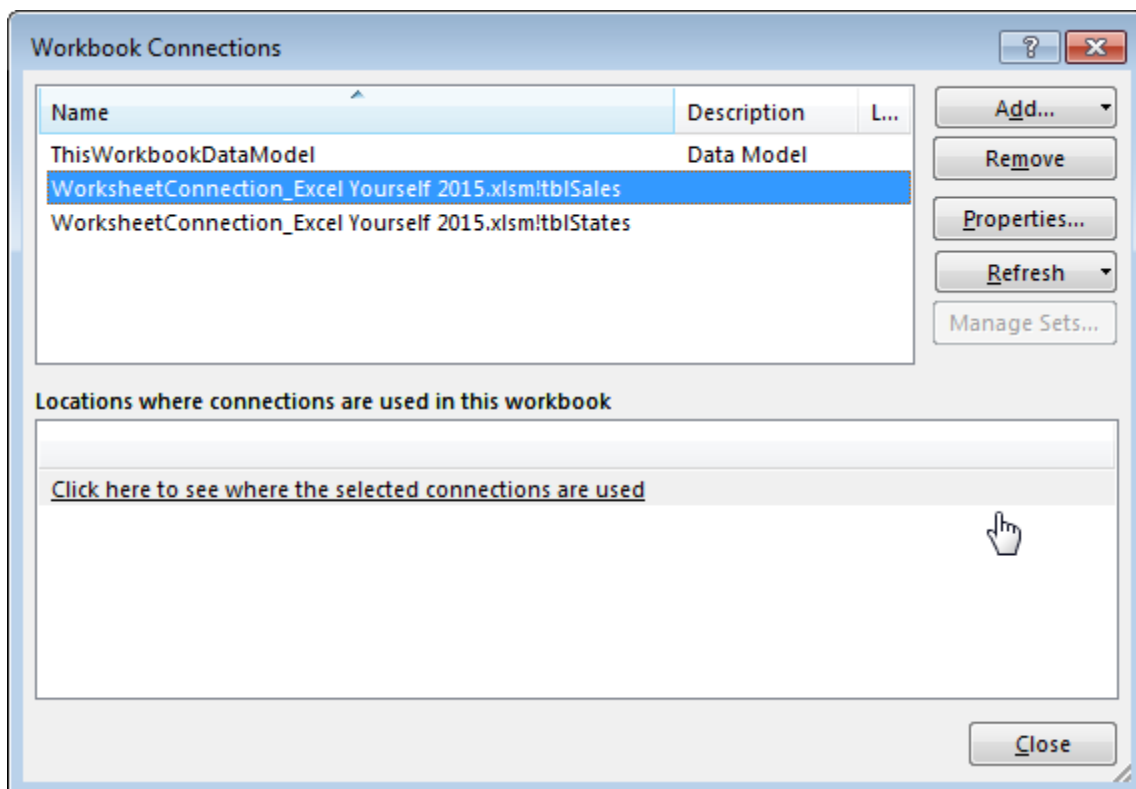 Workbook Connections
Name Description L...
ThisWorkbookDataModel Data Model
WorksheetConnection_Excel Yourself 2015.xlsm!tblSales
WorksheetConnection_Excel Yourself 2015.xlsm!tblStates
Add...
Remove
Properties...
Refresh
Manage Sets...
Locations where connections are used in this workbook
Click here to see where the selected connections are used
Close